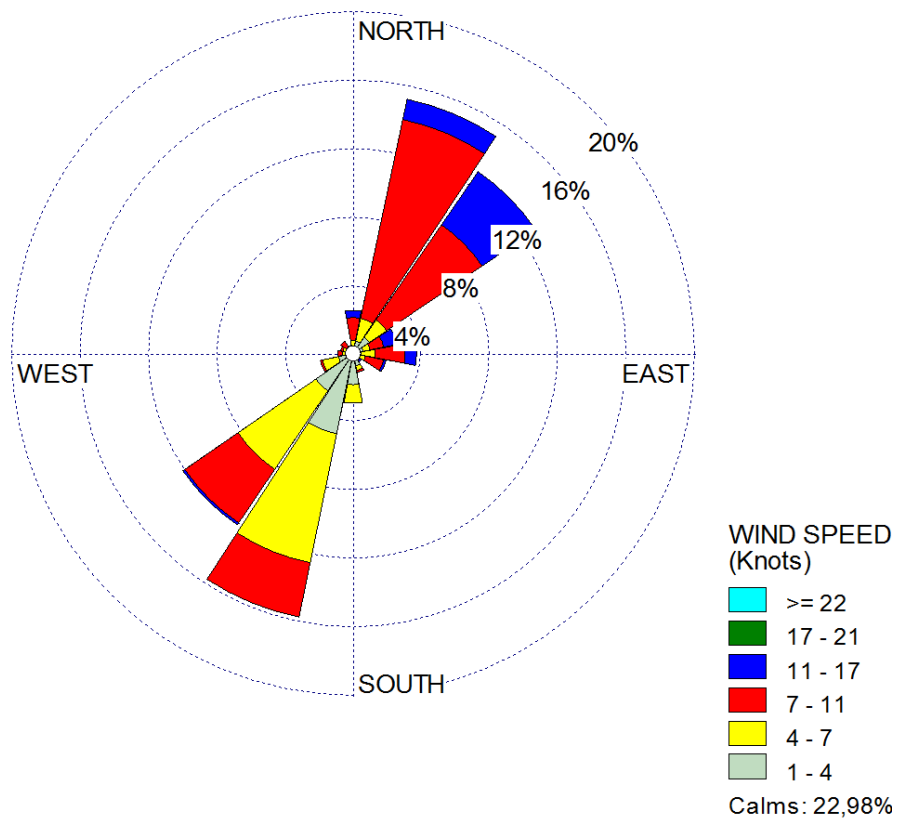 NORTH
20%
16%
12%
8%
4%
WEST
EAST
SOUTH
WIND SPEED
(Knots)
>= 22
17 - 21
11 - 17
7 - 11
4 - 7
1 - 4
Calms: 22,98%